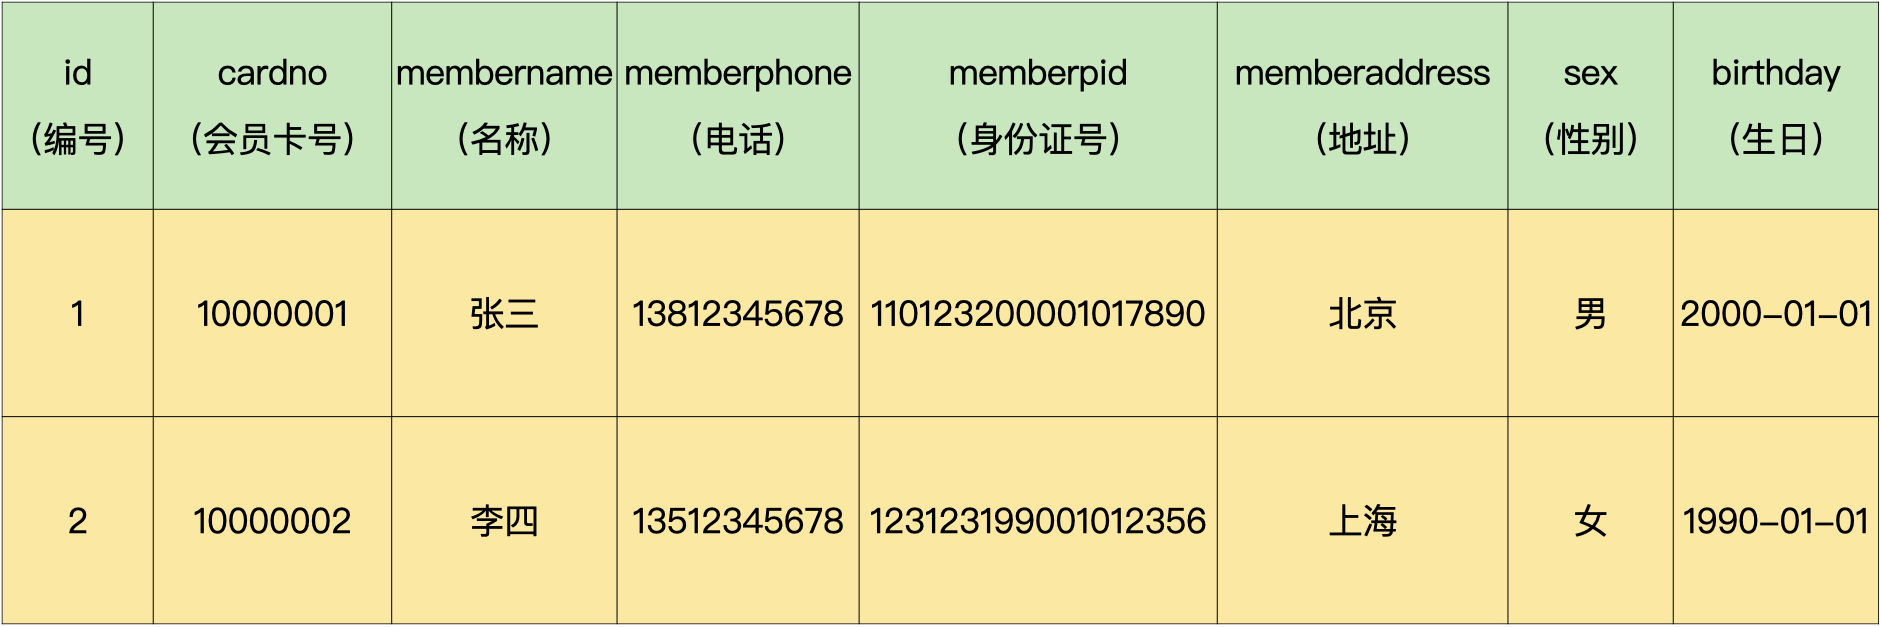 id cardno membername memberphone memberpid memberaddress sex birthday
（编号） （会员卡号） （名称） （电话） （身份证号） （地址） （性别） （生日）
1 10000001 张三 13812345678 110123200001017890 北京 男 2000-01-01
2 10000002 李四 13512345678 123123199001012356 上海 女 1990-01-01